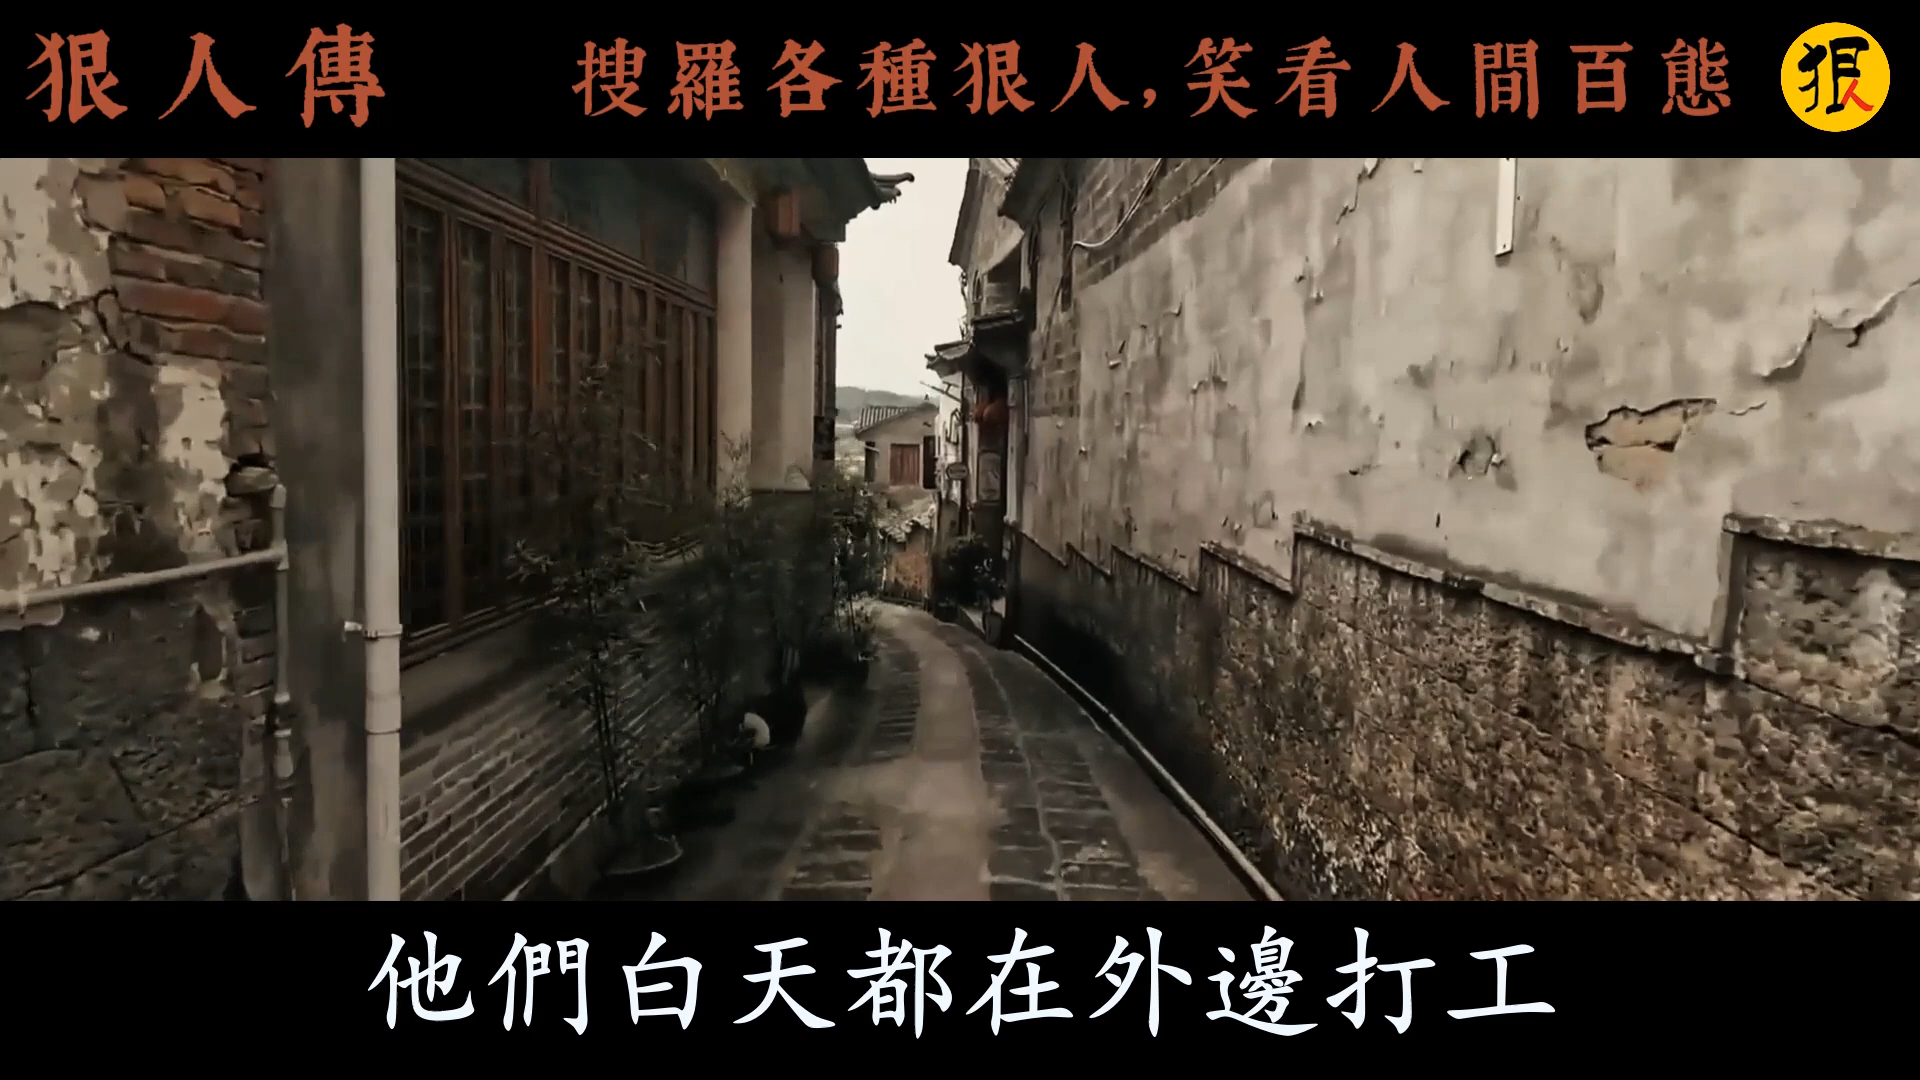 狠人傳
搜羅各種狠人,笑看人間百態
狠人
他們白天都在外邊打工